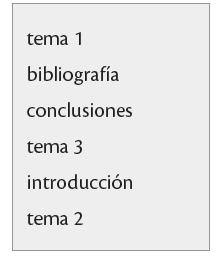 tema 1
bibliografía
conclusiones
tema 3
introducción
tema 2